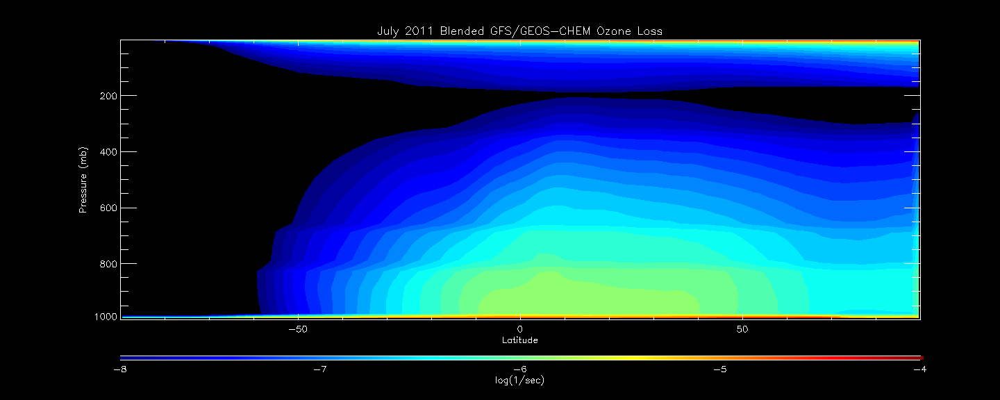 July 2011 Blended GFS/GEOS-CHEM Ozone Loss
Pressure (mb)
200
400
600
800
1000
-50 0 50
Latitude
-8 -7 -6 -5 -4
log(1/sec)